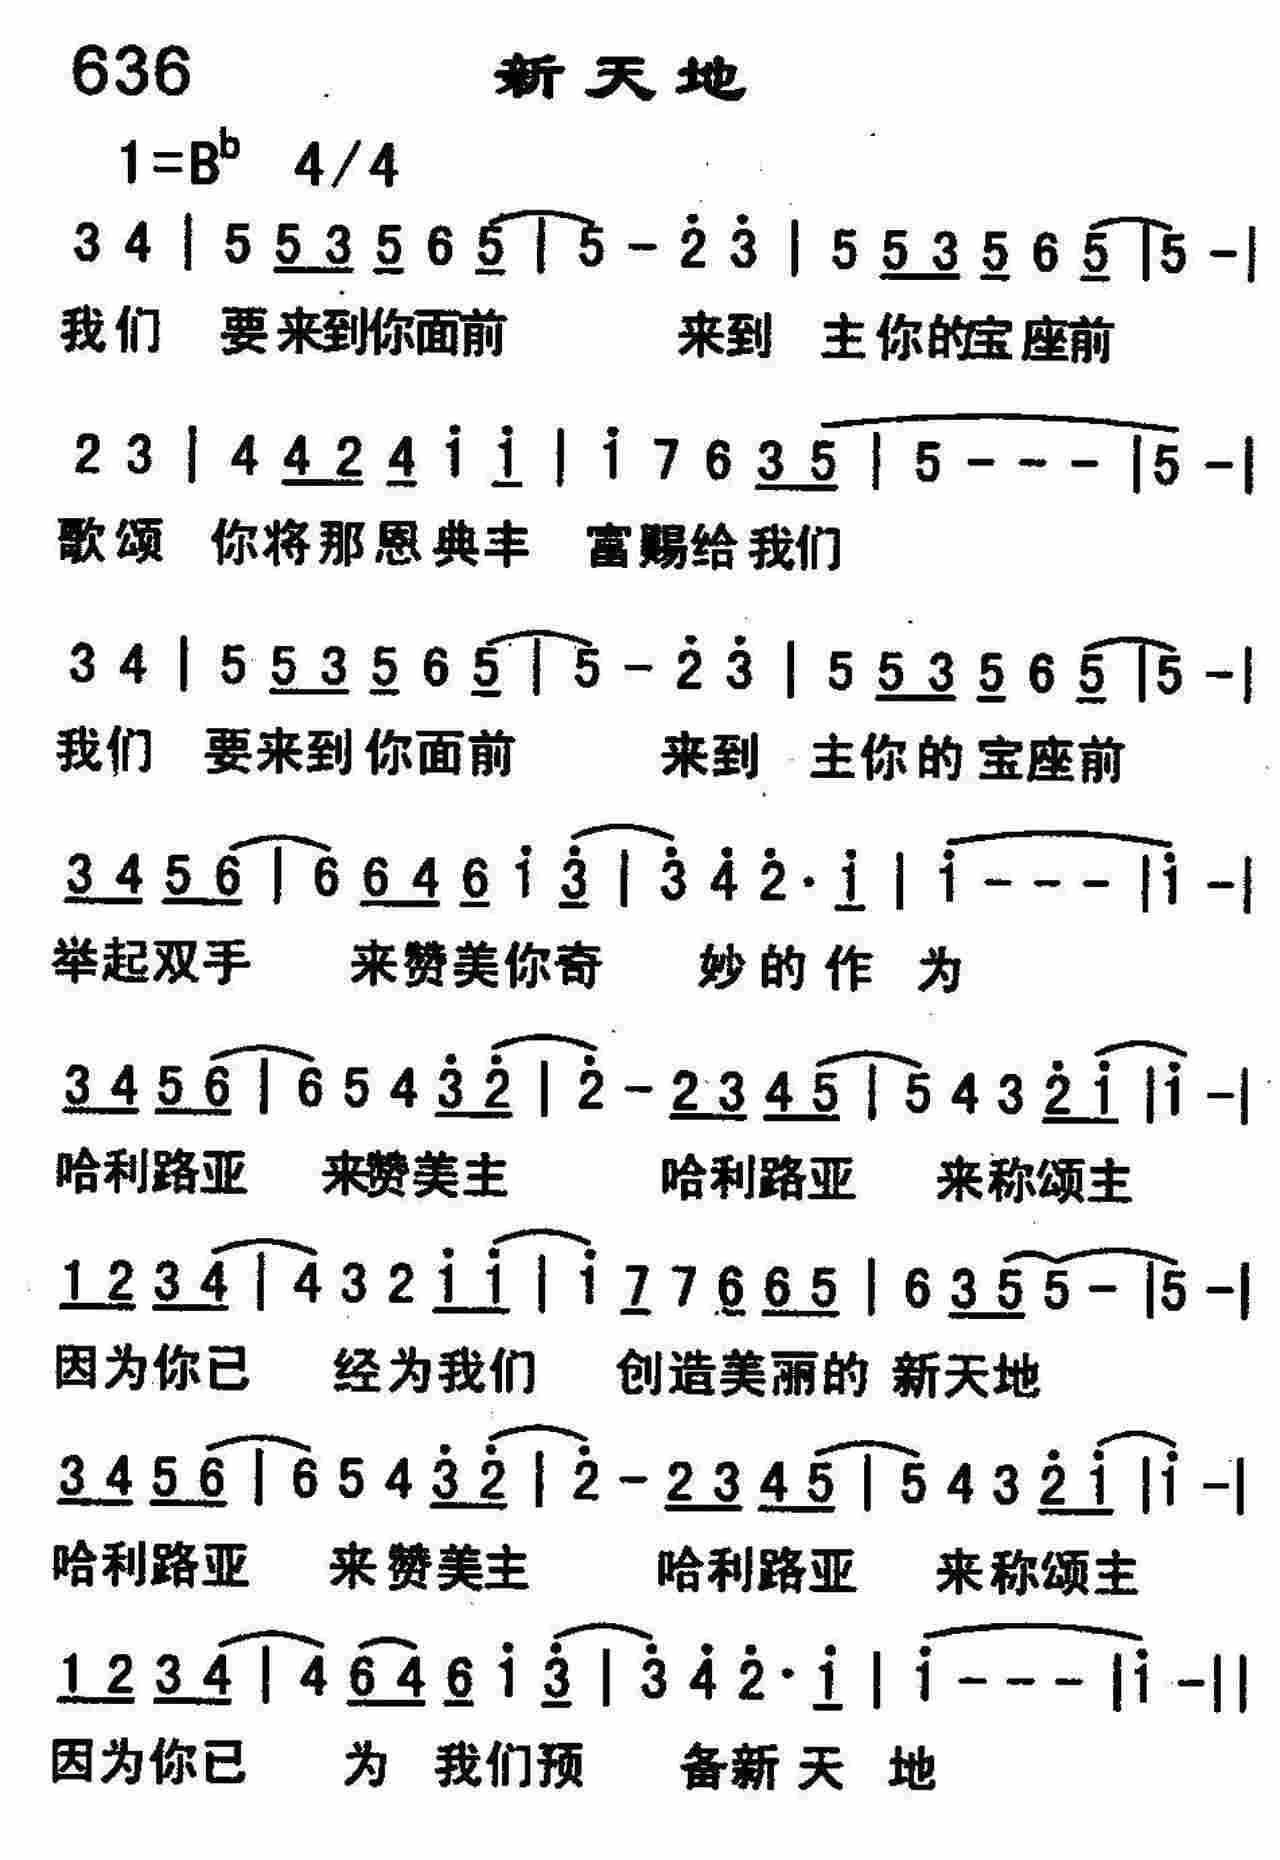 636 新天地
1=B♭ 4/4
3 4 | 5 5 3 5 6 5 | 5 - 2̇ 3̇ | 5 5 3 5 6 5 | 5 - |
我们 要来到你面前 来到 主你的宝座前
2 3 | 4 4 2 4 1̇ 1̇ | 1̇ 7 6 3 5 | 5 - - - | 5 - |
歌颂 你将那恩典丰 富赐给我们
3 4 | 5 5 3 5 6 5 | 5 - 2̇ 3̇ | 5 5 3 5 6 5 | 5 - |
我们 要来到你面前 来到 主你的宝座前
3 4 5 6 | 6 6 4 6 1̇ 3̇ | 3̇ 4̇ 2̇ · 1̇ | 1̇ - - - | 1̇ - |
举起双手 来赞美你奇 妙的作 为
3 4 5 6 | 6 5 4 3̇ 2̇ | 2̇ - 2 3 4 5 | 5 4 3 2̇ 1̇ | 1̇ - |
哈利路亚 来赞美主 哈利路亚 来称颂主
1 2 3 4 | 4 3 2 1̇ 1̇ | 1̇ 7 7 6 6 5 | 6 3 5 5 - | 5 - |
因为你已 经为我们 创造美丽的 新天地
3 4 5 6 | 6 5 4 3̇ 2̇ | 2̇ - 2 3 4 5 | 5 4 3 2̇ 1̇ | 1̇ - |
哈利路亚 来赞美主 哈利路亚 来称颂主
1 2 3 4 | 4 6 4 6 1̇ 3̇ | 3̇ 4̇ 2̇ · 1̇ | 1̇ - - - | 1̇ - ||
因为你已 为 我们预 备新天 地